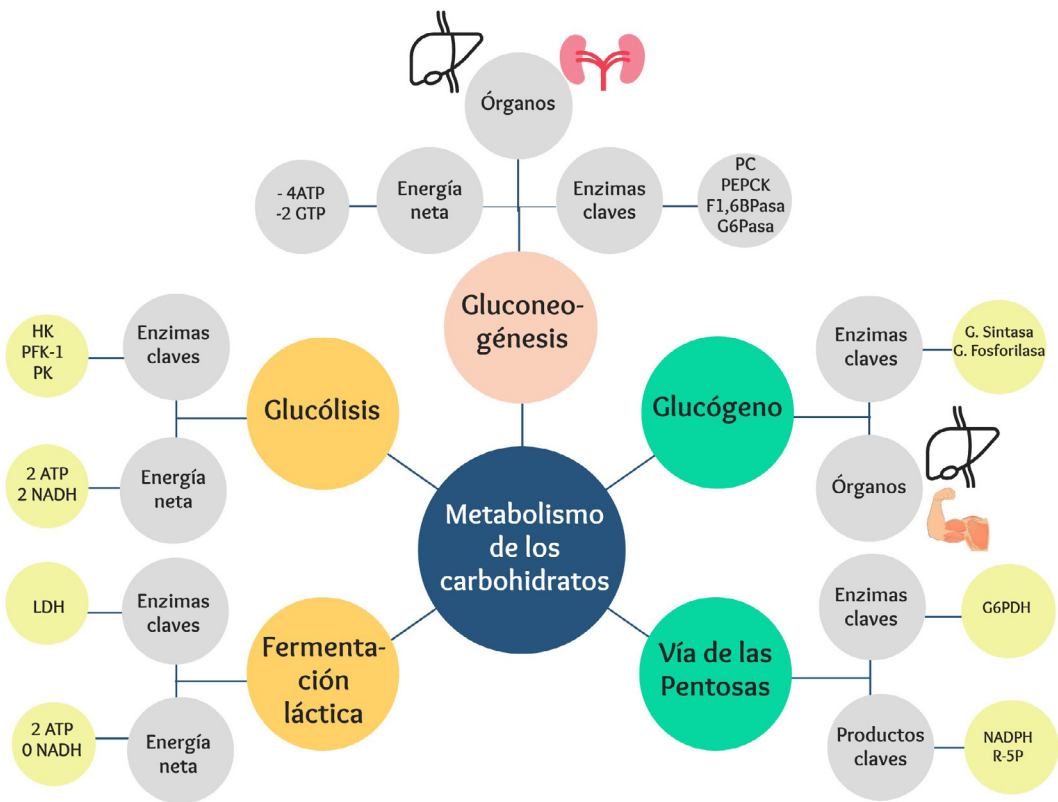 Órganos
- 4ATP
-2 GTP
Energía
neta
Enzimas
claves
PC
PEPCK
F1,6BPasa
G6Pasa
Gluconeo-
génesis
HK
PFK-1
PK
Enzimas
claves
Glucólisis
2 ATP
2 NADH
Energía
neta
Glucógeno
Enzimas
claves
G. Sintasa
G. Fosforilasa
Órganos
Metabolismo
de los
carbohidratos
LDH
Enzimas
claves
Fermenta-
ción
láctica
2 ATP
0 NADH
Energía
neta
Vía de las
Pentosas
Enzimas
claves
G6PDH
Productos
claves
NADPH
R-5P